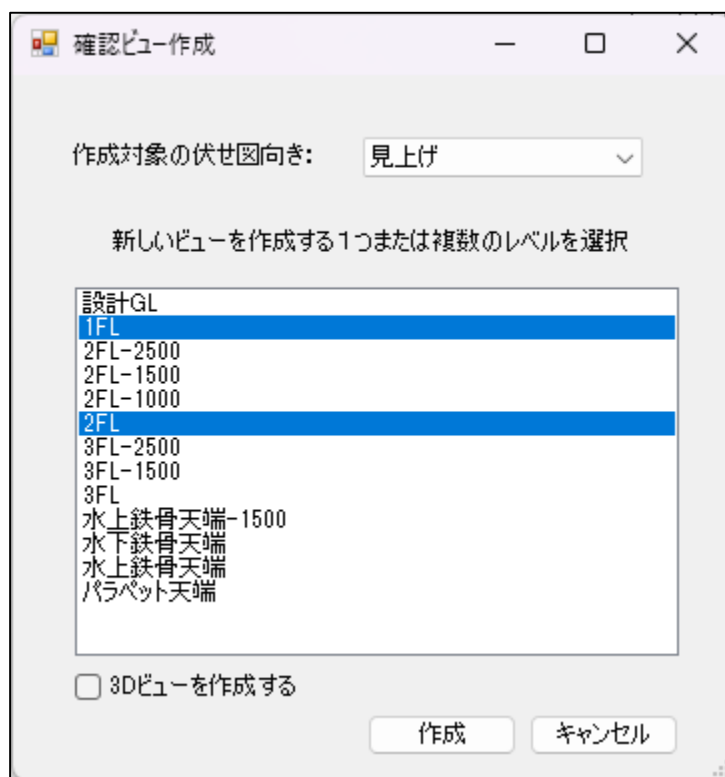 確認ビュー作成
作成対象の伏せ図向き: 見上げ
新しいビューを作成する1つまたは複数のレベルを選択
設計GL
1FL
2FL-2500
2FL-1500
2FL-1000
2FL
3FL-2500
3FL-1500
3FL
水上鉄骨天端-1500
水下鉄骨天端
水上鉄骨天端
パラペット天端
3Dビューを作成する
作成 キャンセル